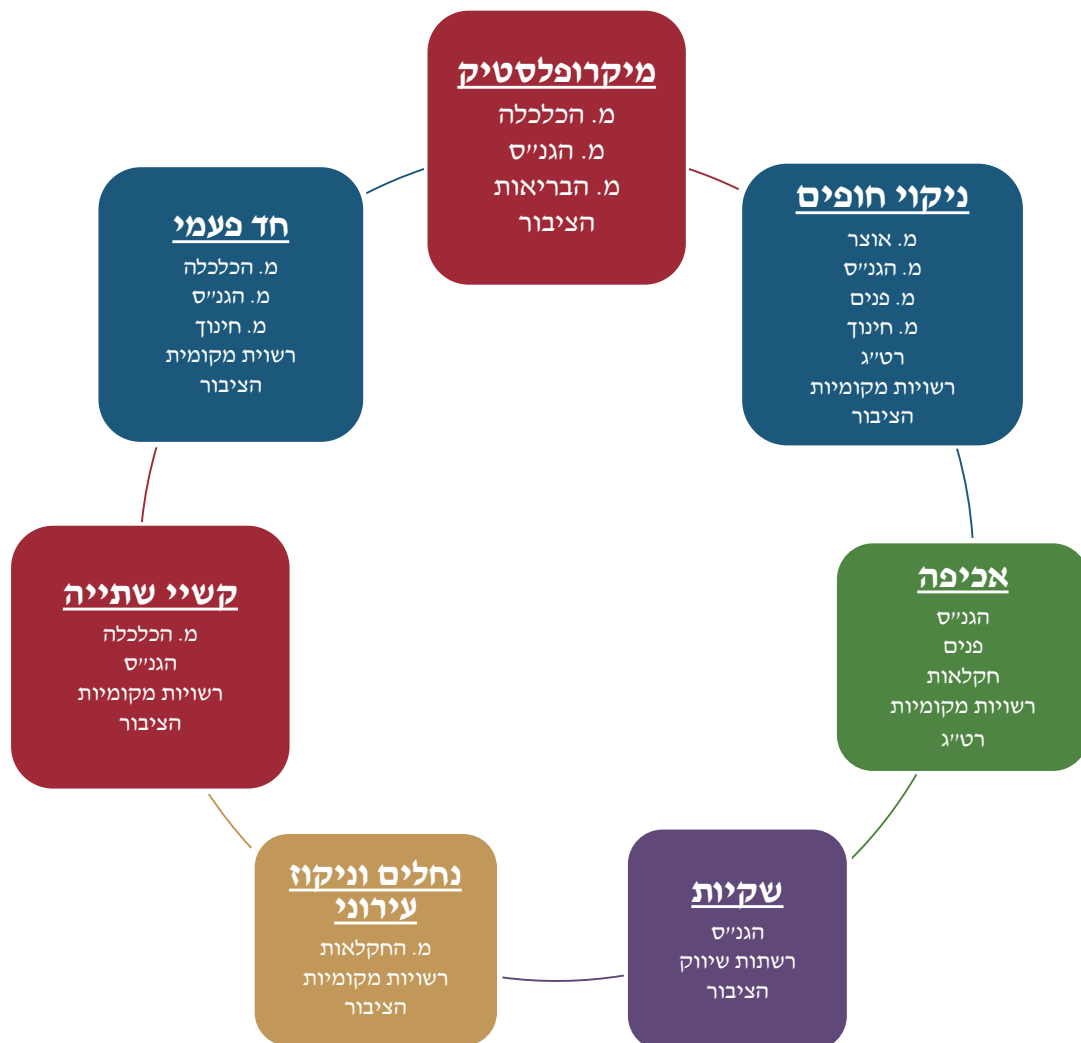 מיקרופלסטיק
מ. הכלכלה
מ. הגנ״ס
מ. הבריאות
הציבור
ניקוי חופים
מ. אוצר
מ. הגנ״ס
מ. פנים
מ. חינוך
רט״ג
רשויות מקומיות
הציבור
אכיפה
הגנ״ס
פנים
חקלאות
רשויות מקומיות
רט״ג
שקיות
הגנ״ס
רשתות שיווק
הציבור
נחלים וניקוז
עירוני
מ. החקלאות
רשויות מקומיות
הציבור
קשיי שתייה
מ. הכלכלה
הגנ״ס
רשויות מקומיות
הציבור
חד פעמי
מ. הכלכלה
מ. הגנ״ס
מ. חינוך
רשוית מקומית
הציבור